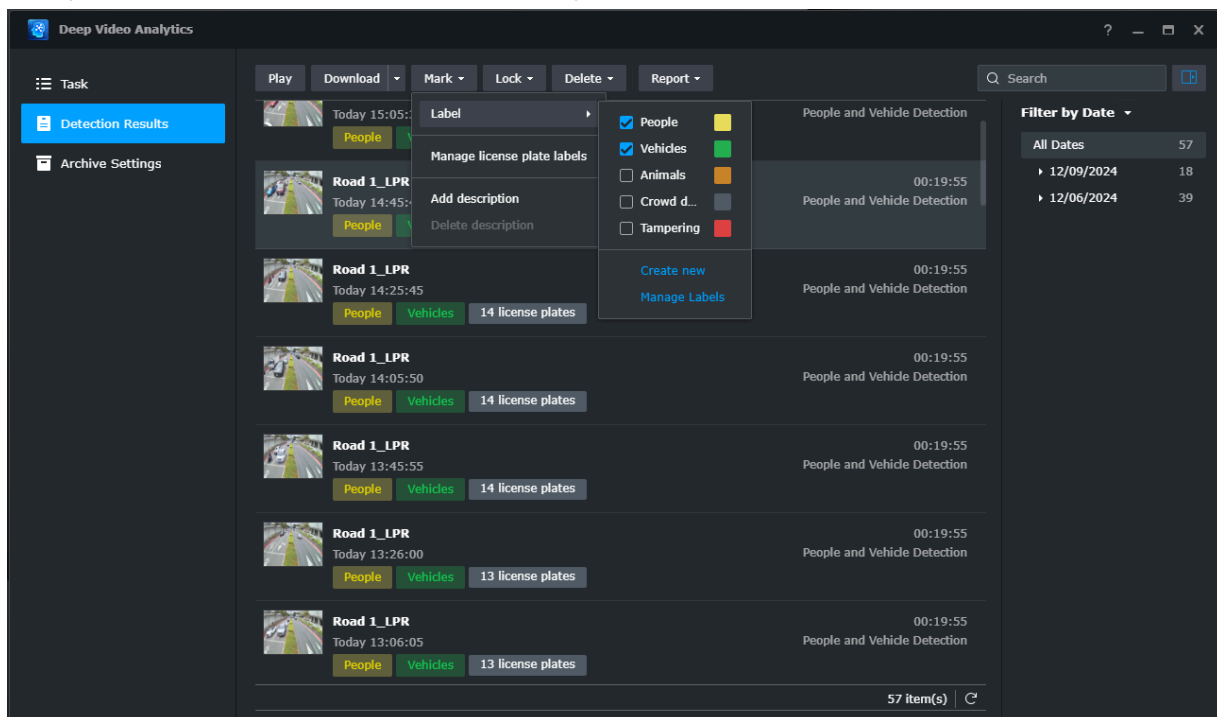 Deep Video Analytics
Task
Detection Results
Archive Settings
Play Download Mark Lock Delete Report
Search
Today 15:05:
People
People and Vehicle Detection
Label
Manage license plate labels
Add description
Delete description
People
Vehicles
Animals
Crowd d...
Tampering
Create new
Manage Labels
Road 1_LPR
Today 14:45:
People
00:19:55
People and Vehicle Detection
Road 1_LPR
Today 14:25:45
People Vehicles 14 license plates
00:19:55
People and Vehicle Detection
Road 1_LPR
Today 14:05:50
People Vehicles 14 license plates
00:19:55
People and Vehicle Detection
Road 1_LPR
Today 13:45:55
People Vehicles 14 license plates
00:19:55
People and Vehicle Detection
Road 1_LPR
Today 13:26:00
People Vehicles 13 license plates
00:19:55
People and Vehicle Detection
Road 1_LPR
Today 13:06:05
People Vehicles 13 license plates
00:19:55
People and Vehicle Detection
57 item(s)
Filter by Date
All Dates 57
12/09/2024 18
12/06/2024 39